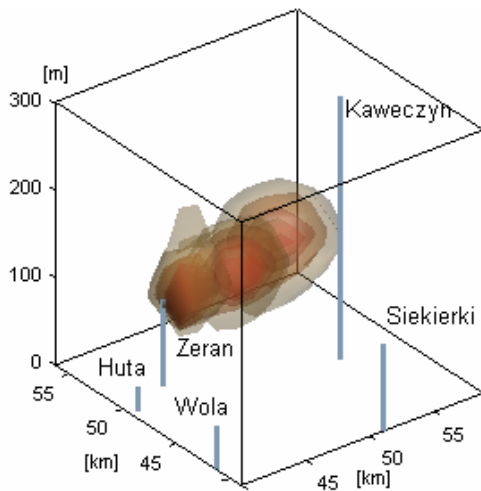 [m]
300
Kaweczyn
200
100
Siekierki
Zeran
0
Huta
55
Wola
50
55
[km]
45
50
45
[km]